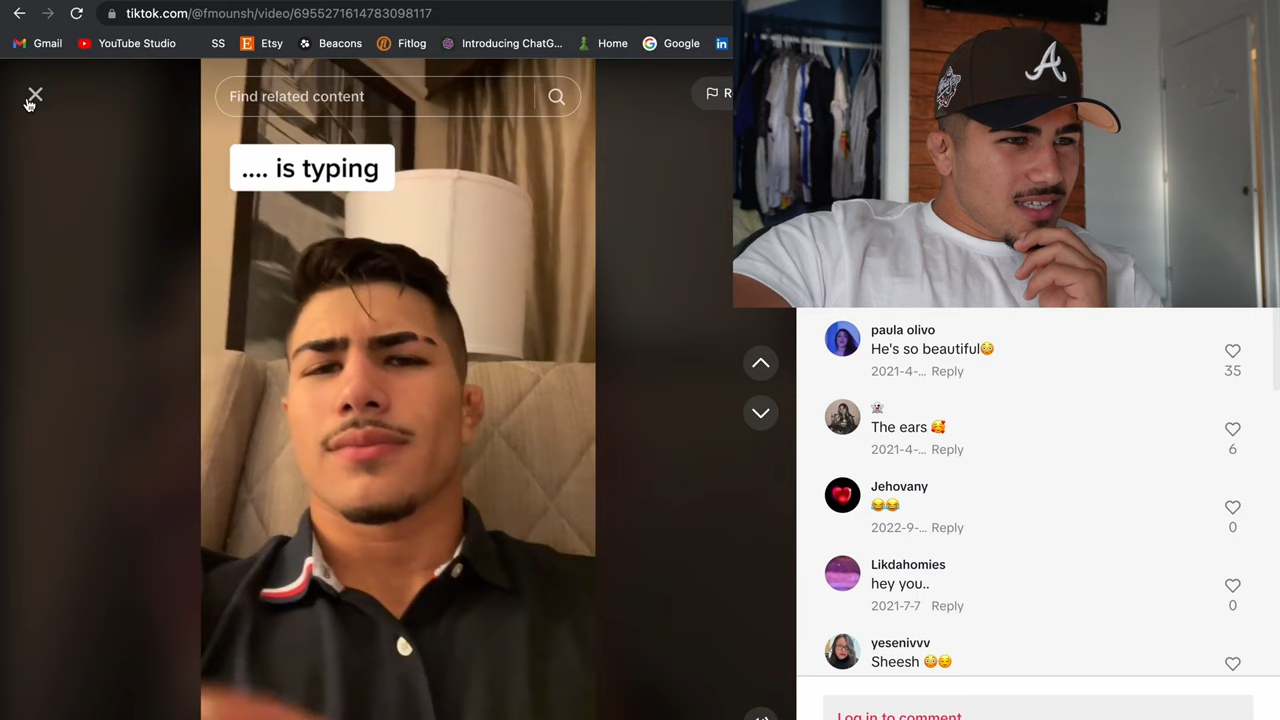 tiktok.com/@fmounsh/video/6955271614783098117
Gmail YouTube Studio SS Etsy Beacons Fitlog Introducing ChatG... Home Google
Find related content
R
.... is typing
A
paula olivo
He's so beautiful😳
2021-4-... Reply
35
👻
The ears 🥰
2021-4-... Reply
6
Jehovany
😂😂
2022-9-... Reply
0
Likdahomies
hey you..
2021-7-7 Reply
0
yesenivvv
Sheesh 😳😏
Log in to comment